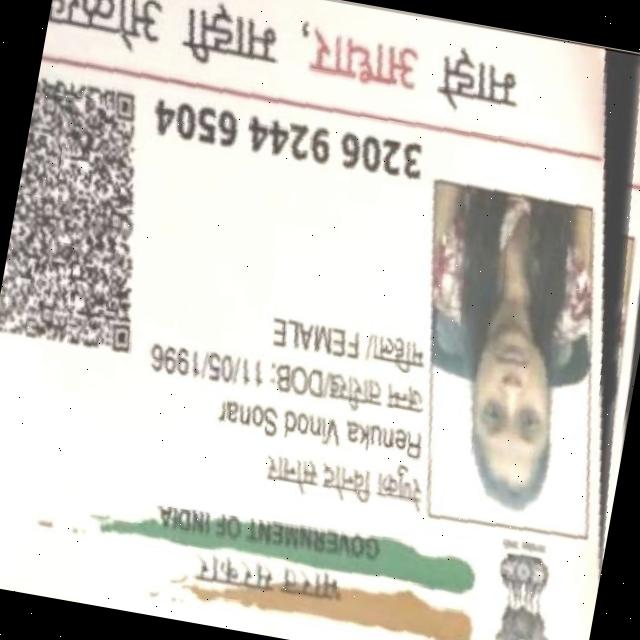 भारत सरकार
GOVERNMENT OF INDIA
रेणुका विनोद सोनार
Renuka Vinod Sonar
जन्म तारीख/DOB: 11/05/1996
महिला/ FEMALE
3206 9244 6504
माझे आधार, माझी ओळख